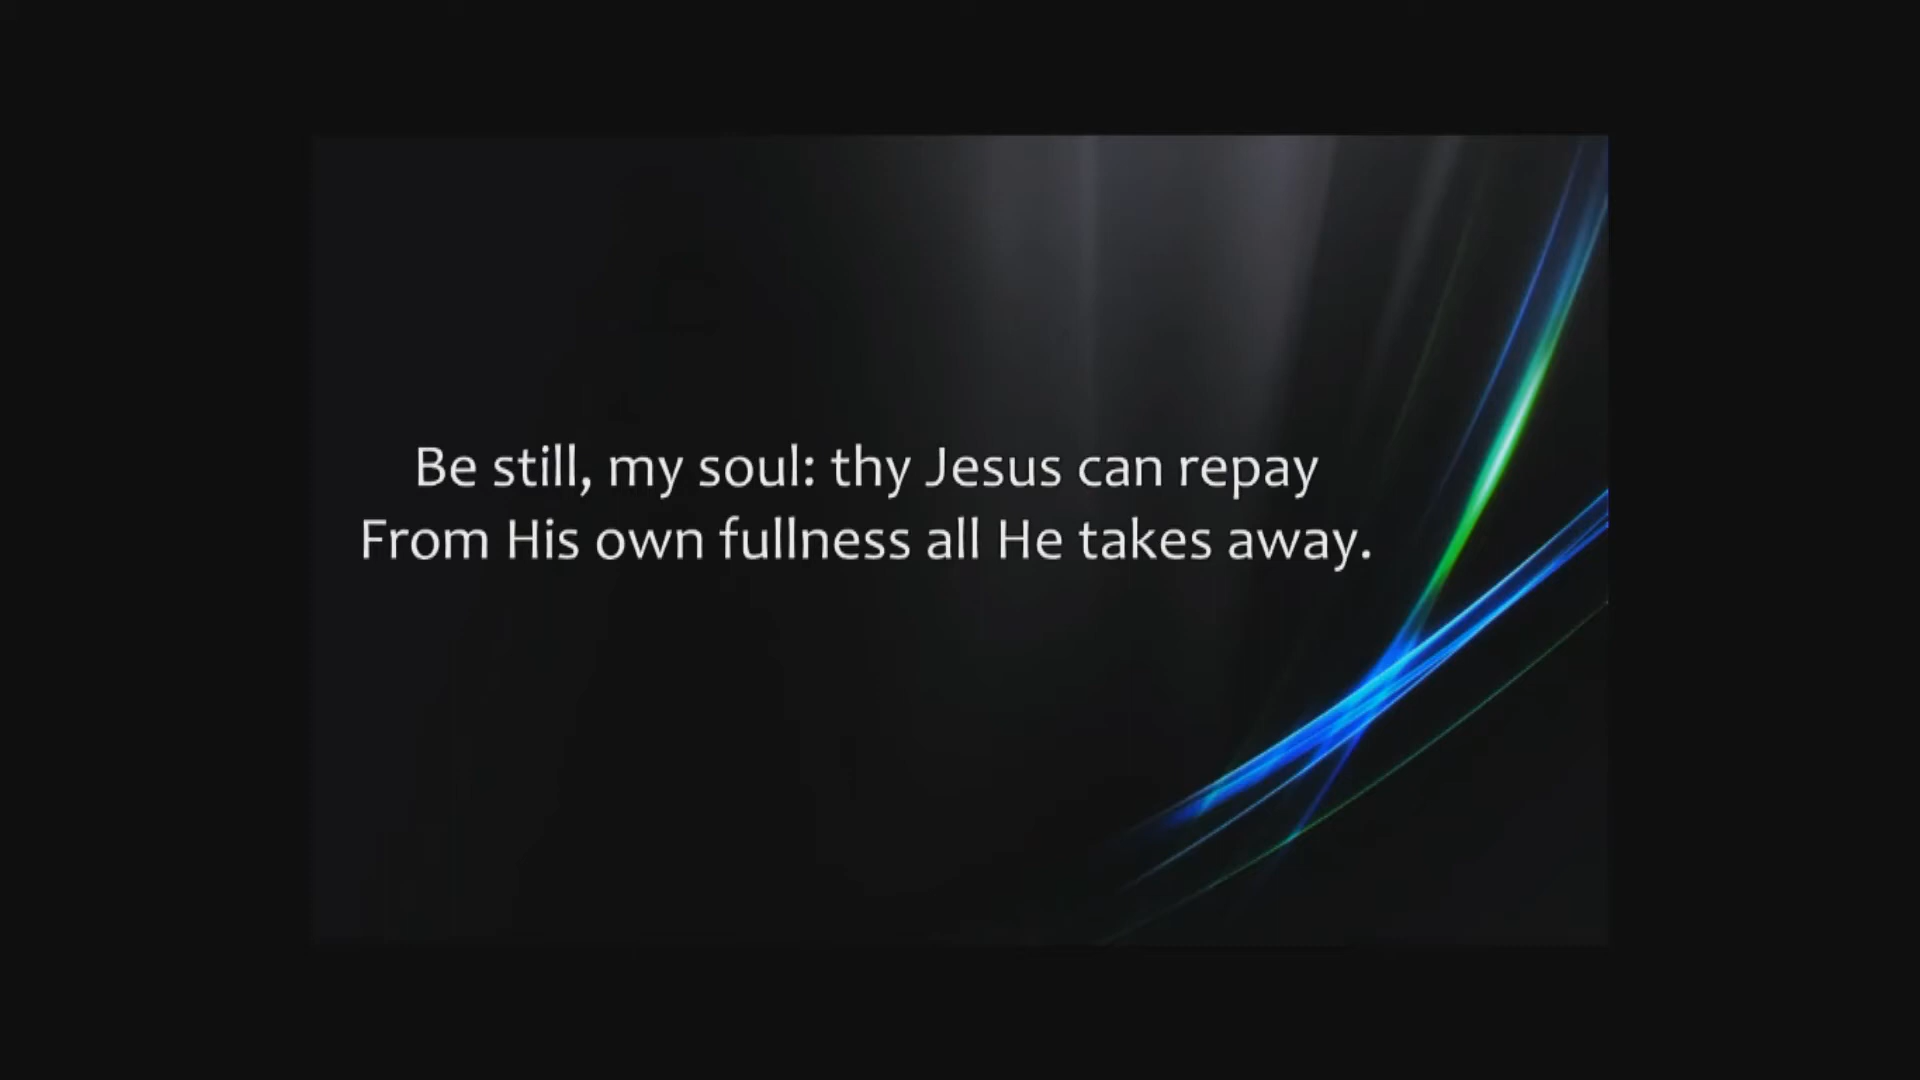 Be still, my soul: thy Jesus can repay
From His own fullness all He takes away.